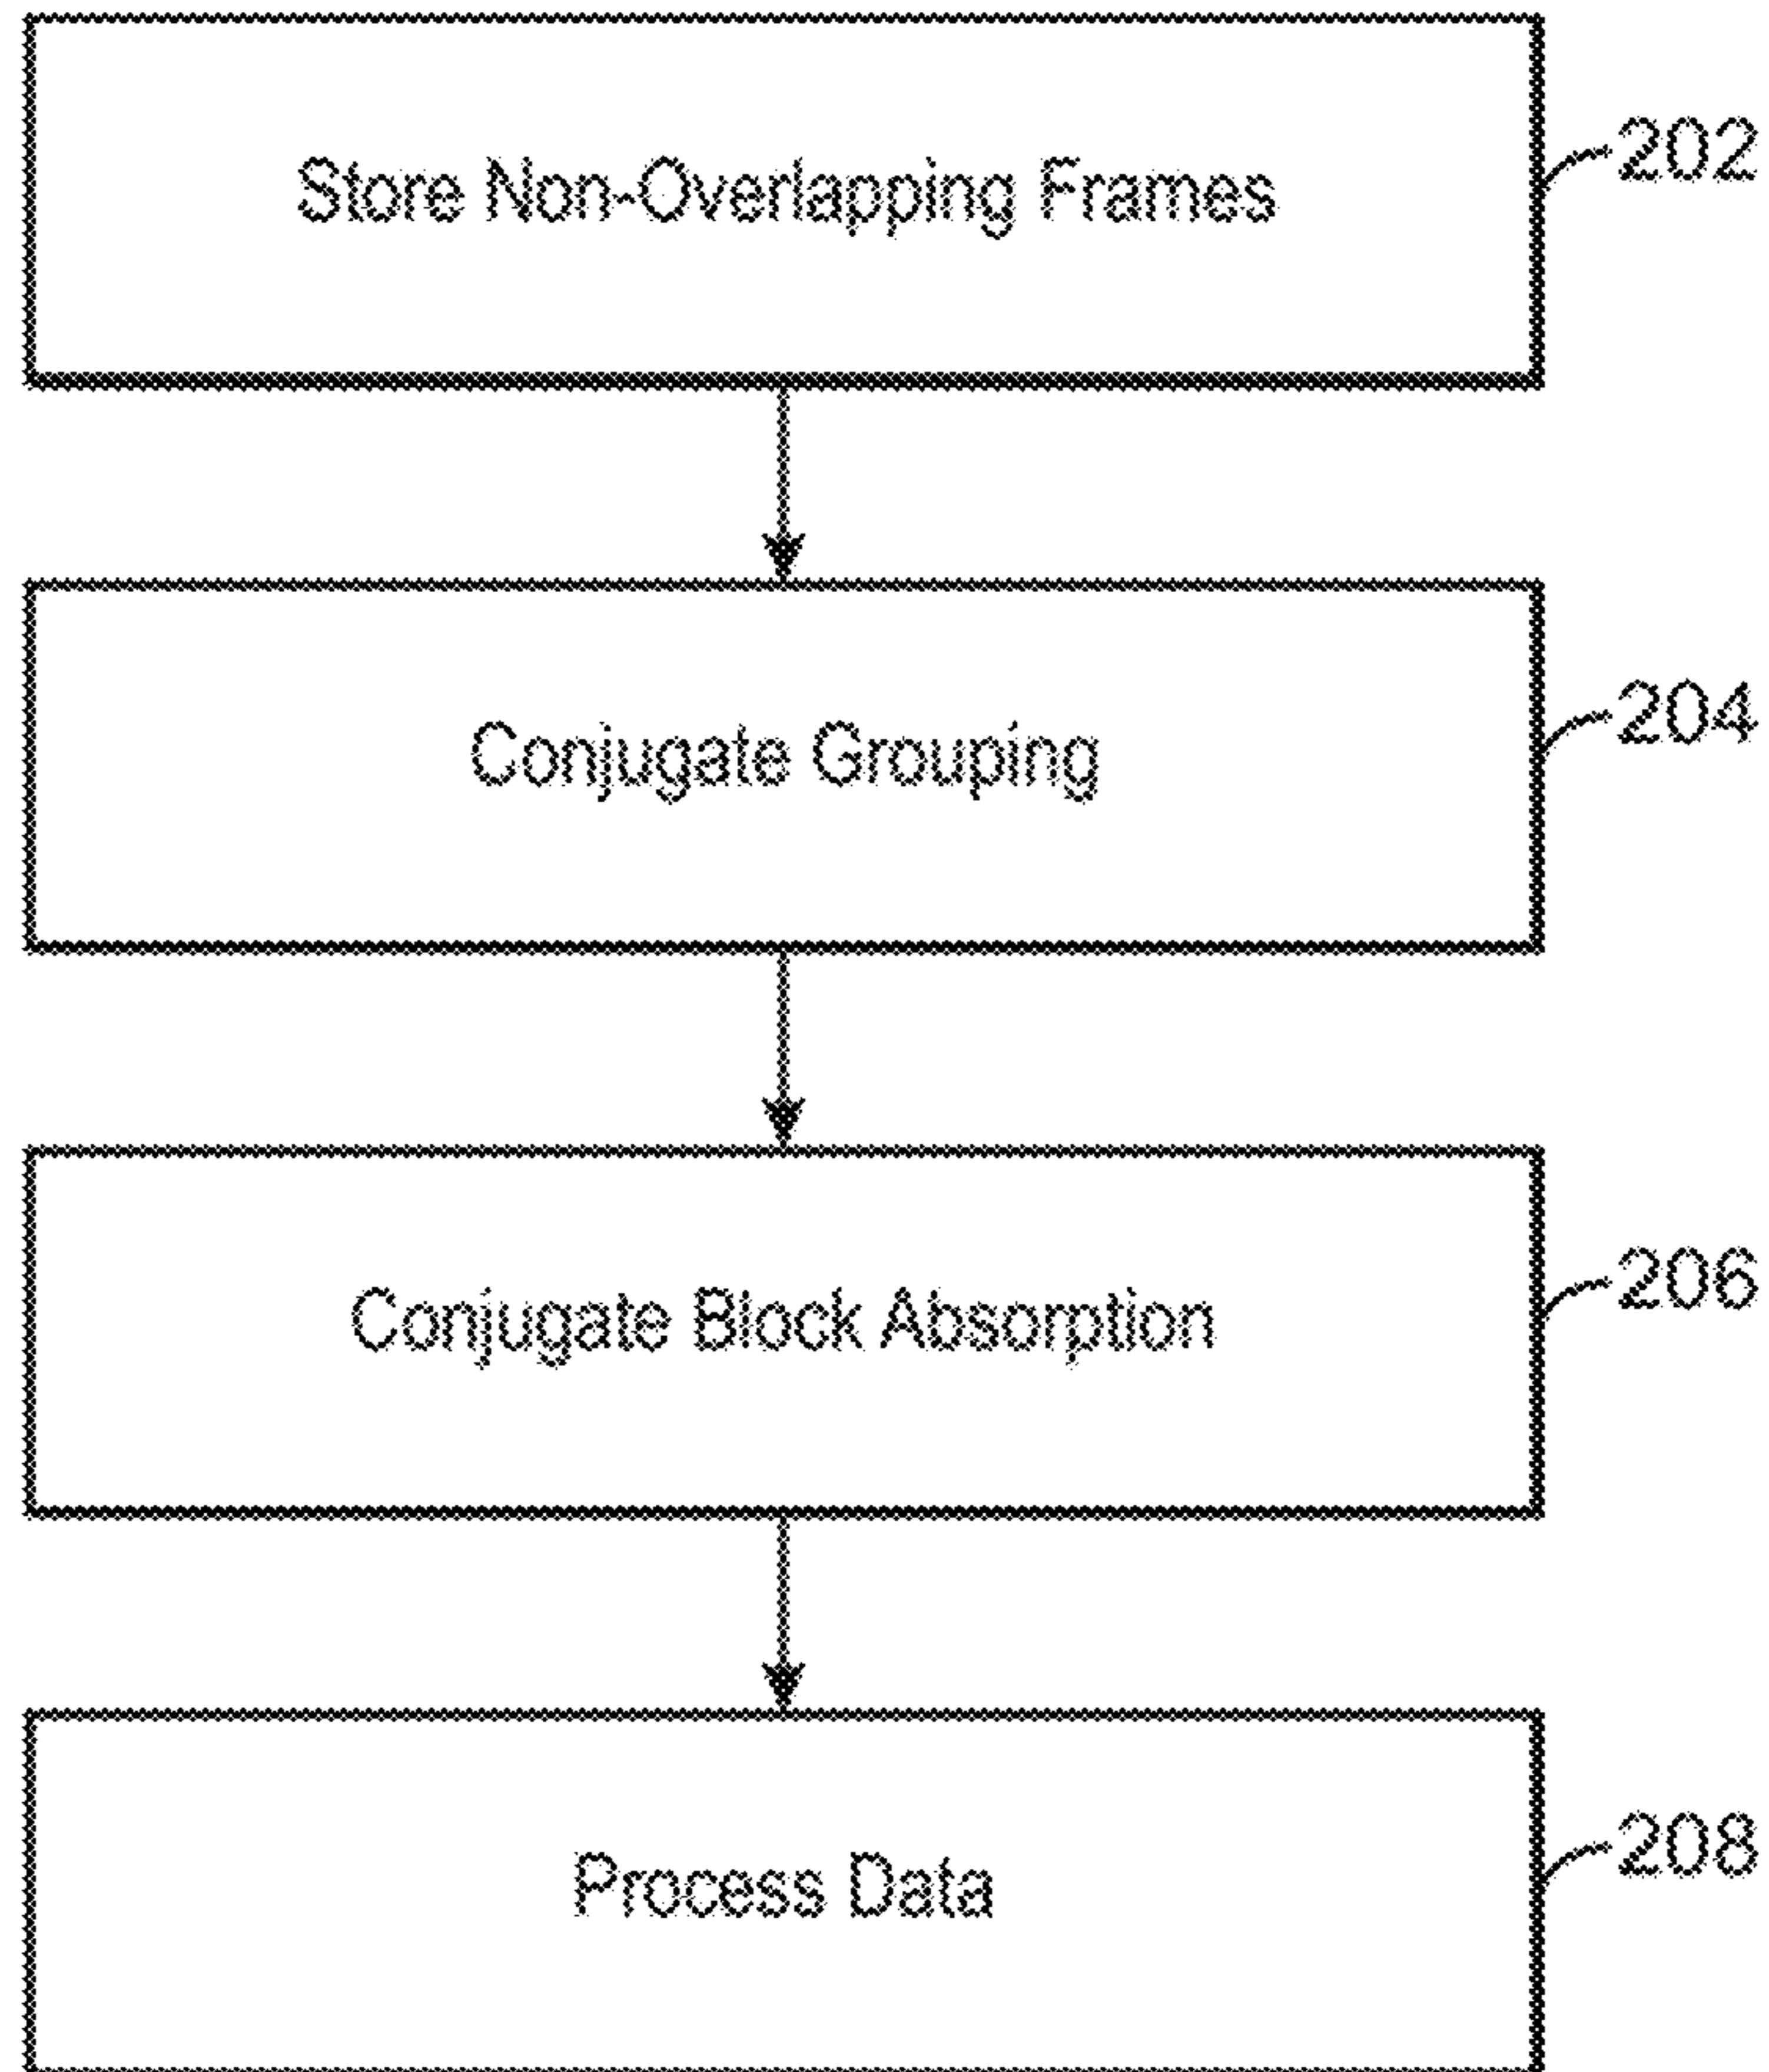 Store Non-Overlapping Frames
202
Conjugate Grouping
204
Conjugate Block Absorption
206
Process Data
208